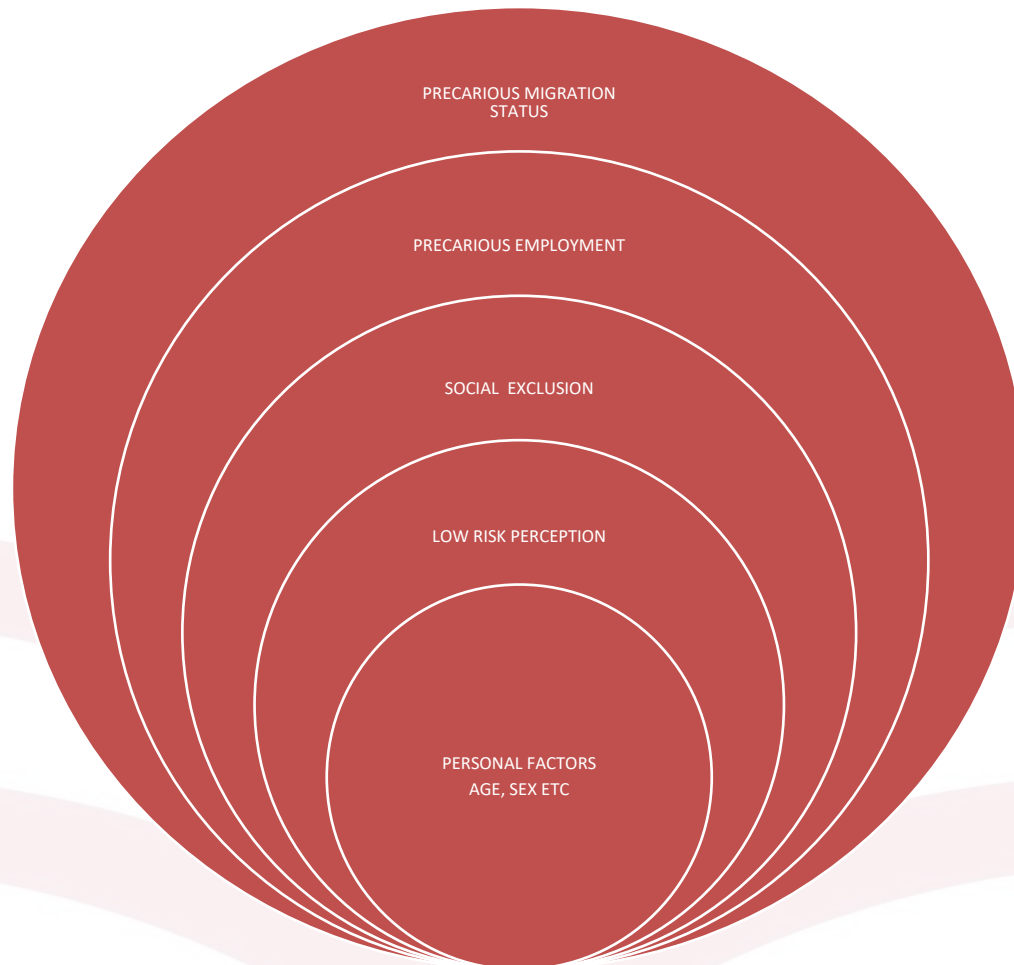 PRECARIOUS MIGRATION
STATUS
PRECARIOUS EMPLOYMENT
SOCIAL  EXCLUSION
LOW RISK PERCEPTION
PERSONAL FACTORS
AGE, SEX ETC